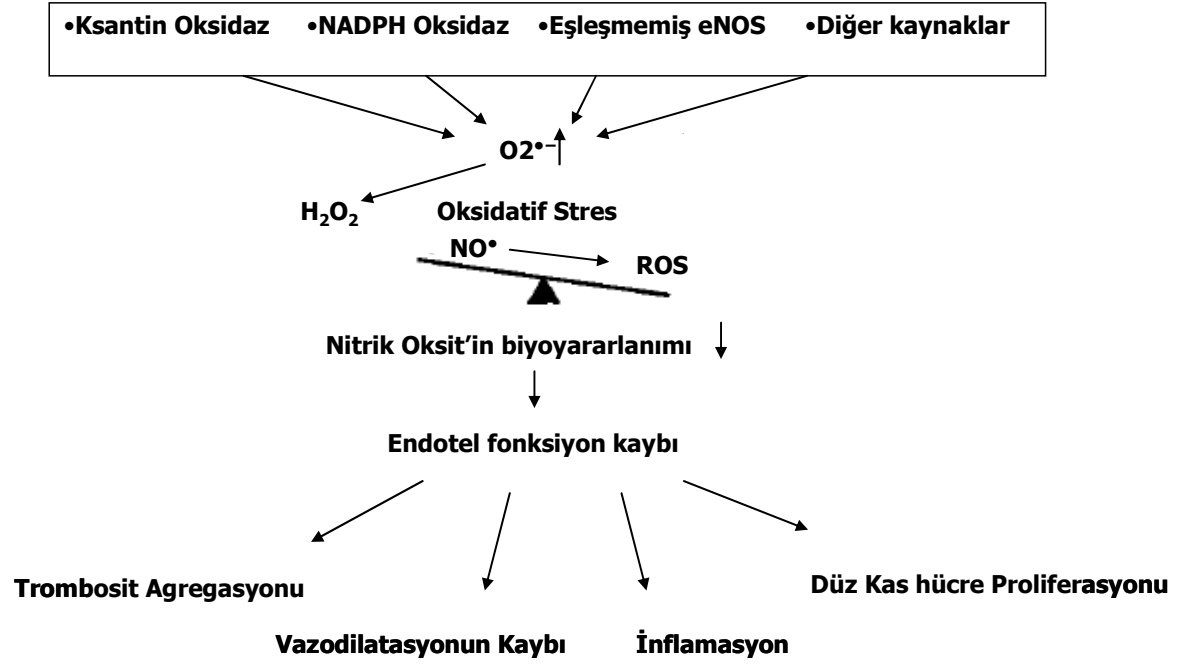 •Ksantin Oksidaz •NADPH Oksidaz •Eşleşmemiş eNOS •Diğer kaynaklar
O2•–
H₂O₂ Oksidatif Stres
NO•
ROS
Nitrik Oksit’in biyoyararlanımı
Endotel fonksiyon kaybı
Trombosit Agregasyonu
Düz Kas hücre Proliferasyonu
Vazodilatasyonun Kaybı İnflamasyon